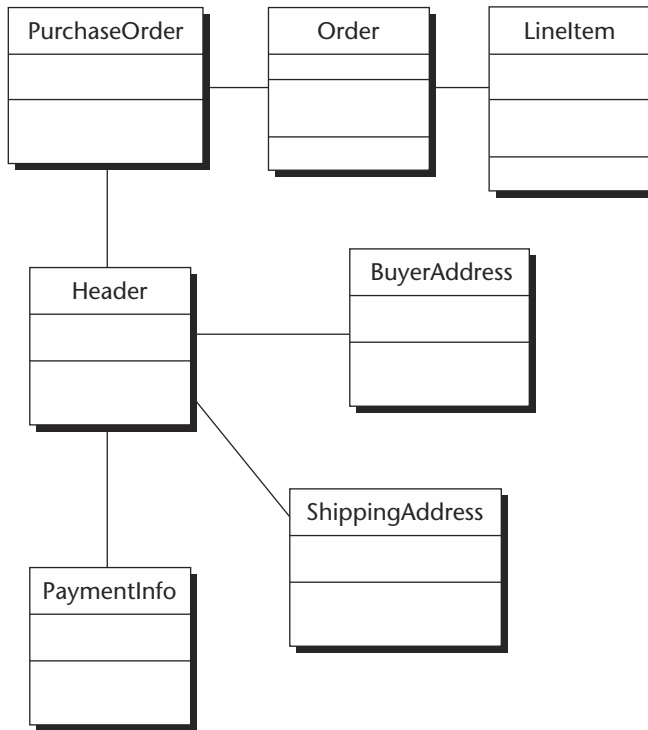 PurchaseOrder
Order
LineItem
Header
BuyerAddress
ShippingAddress
PaymentInfo